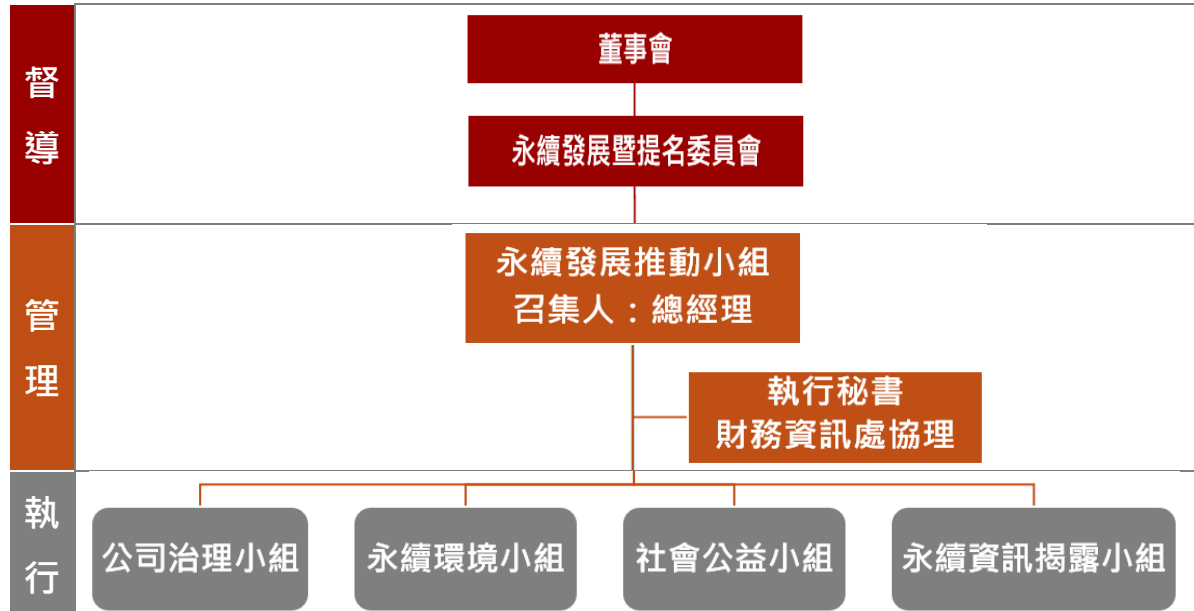 督導
董事會
永續發展暨提名委員會
管理
永續發展推動小組
召集人：總經理
執行秘書
財務資訊處協理
執行
公司治理小組
永續環境小組
社會公益小組
永續資訊揭露小組